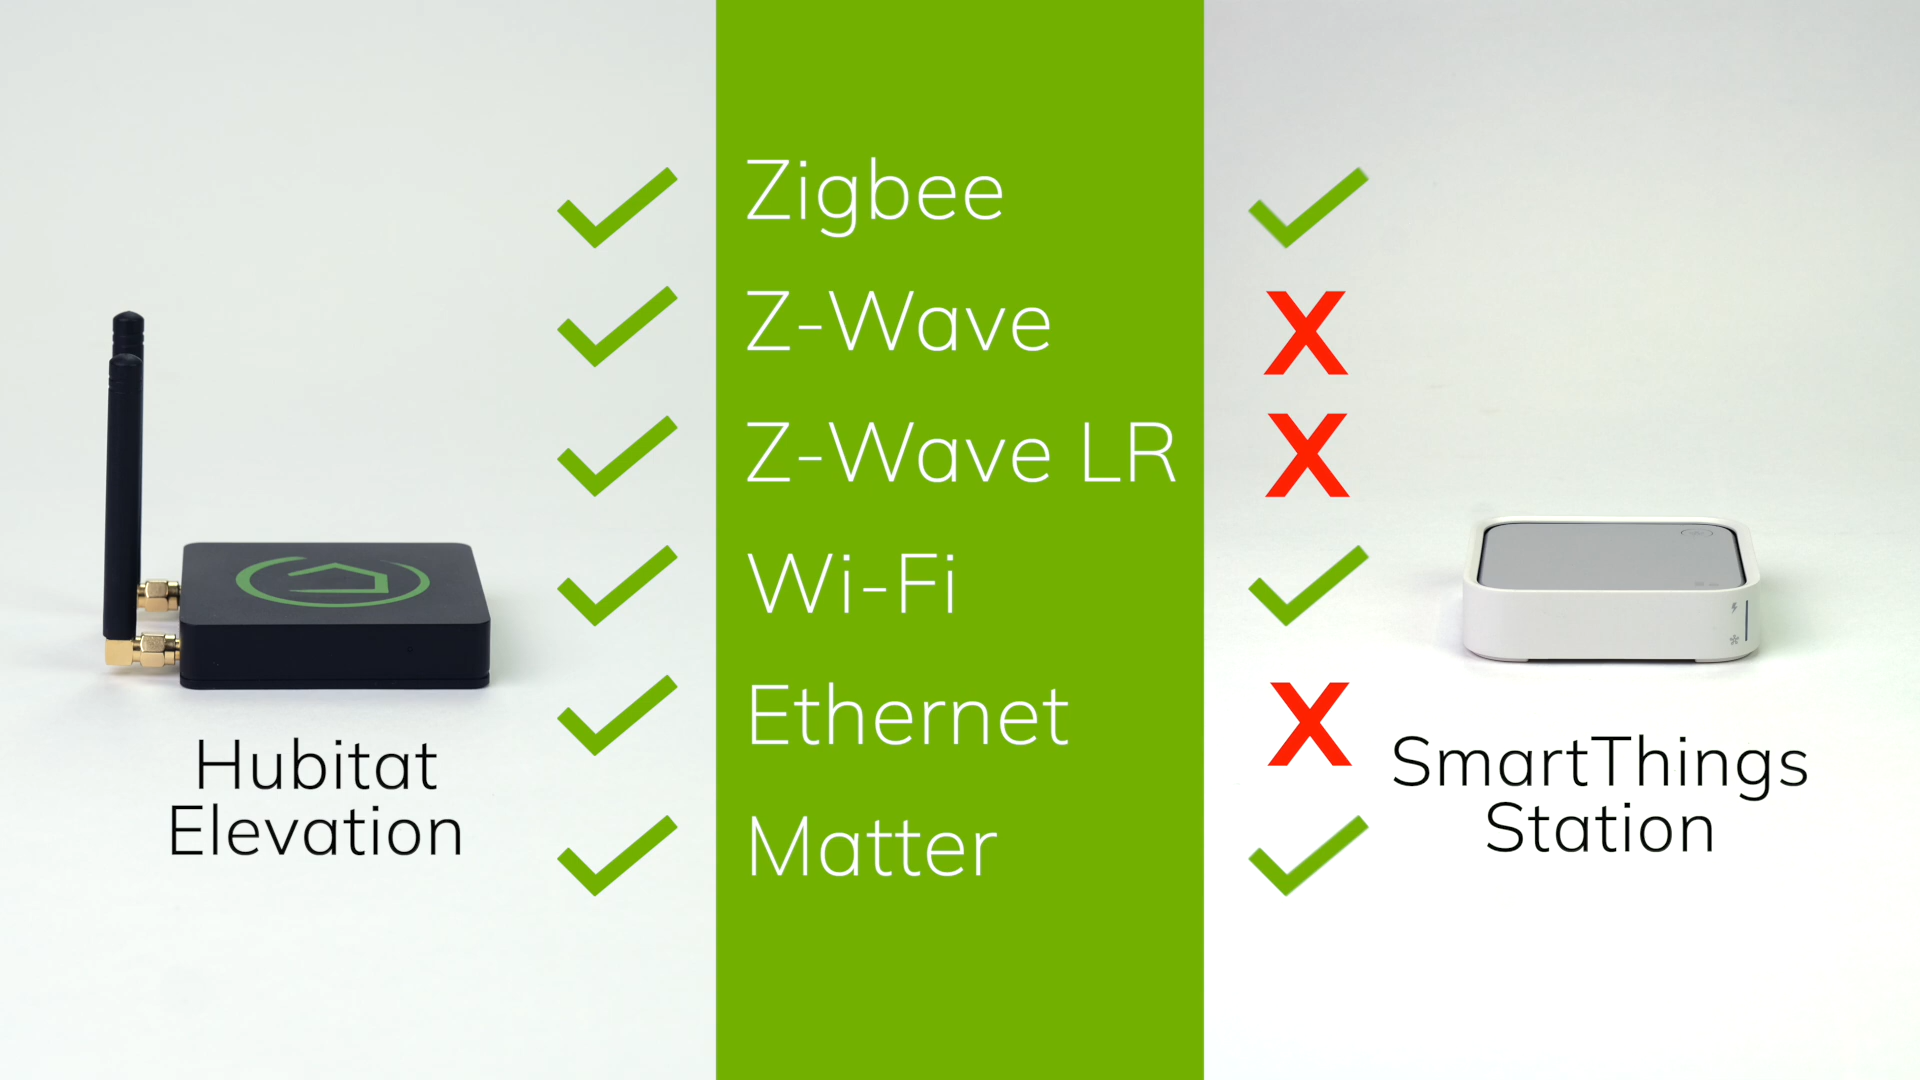 Zigbee
Z-Wave
X
Z-Wave LR
X
Wi-Fi
Ethernet
X
Matter
Hubitat
Elevation
SmartThings
Station